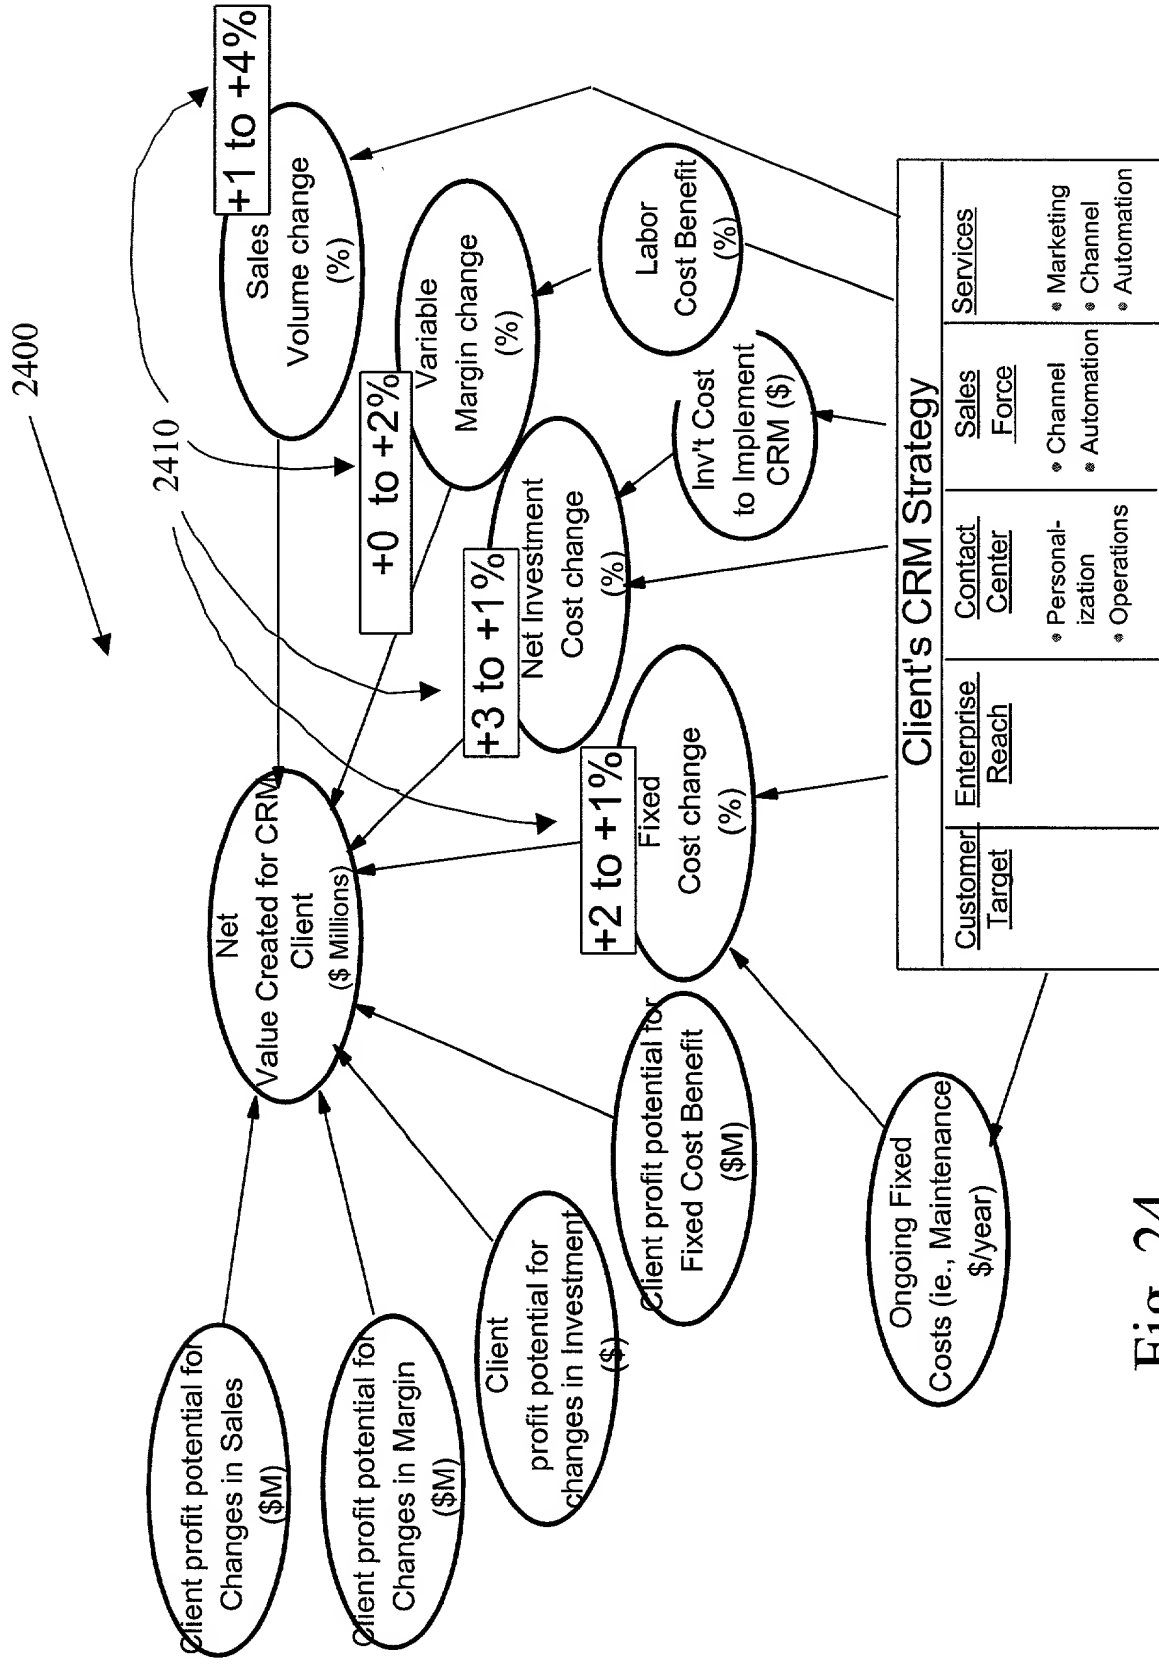 2400
2410
Client profit potential for
Changes in Sales
($M)
Client profit potential for
Changes in Margin
($M)
Client
profit potential for
changes in Investment
($)
Client profit potential for
Fixed Cost Benefit
($M)
Ongoing Fixed
Costs (ie., Maintenance
$/year)
Net
Value Created for CRM
Client
($ Millions)
+1 to +4%
Sales
Volume change
(%)
+0 to +2%
Variable
Margin change
(%)
+3 to +1%
Net Investment
Cost change
(%)
+2 to +1%
Fixed
Cost change
(%)
Labor
Cost Benefit
(%)
Inv't Cost
to Implement
CRM ($)
Client's CRM Strategy
Customer
Target
Enterprise
Reach
Contact
Center
• Personal-
ization
• Operations
Sales
Force
• Channel
• Automation
Services
• Marketing
• Channel
• Automation
Fig. 24